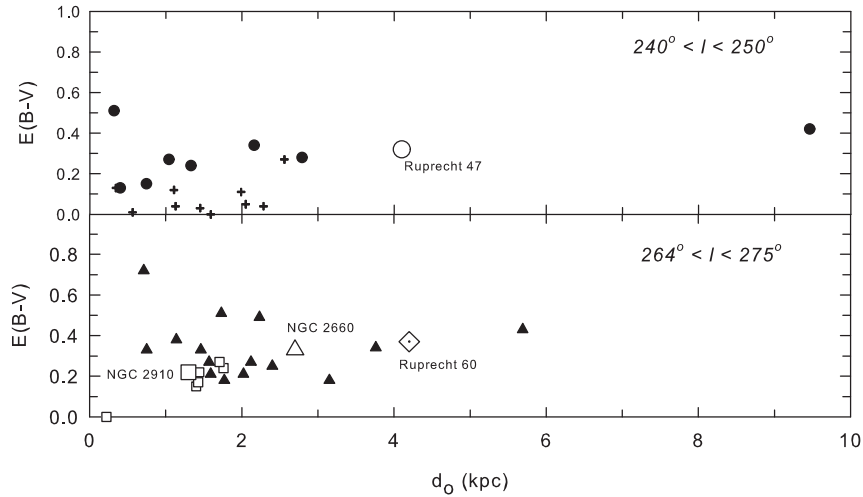 1.0
0.8
0.6
0.4
0.2
0.0
E(B-V)
240° < l < 250°
Ruprecht 47
0.8
0.6
0.4
0.2
0.0
E(B-V)
264° < l < 275°
NGC 2660
NGC 2910
Ruprecht 60
0 2 4 6 8 10
do (kpc)